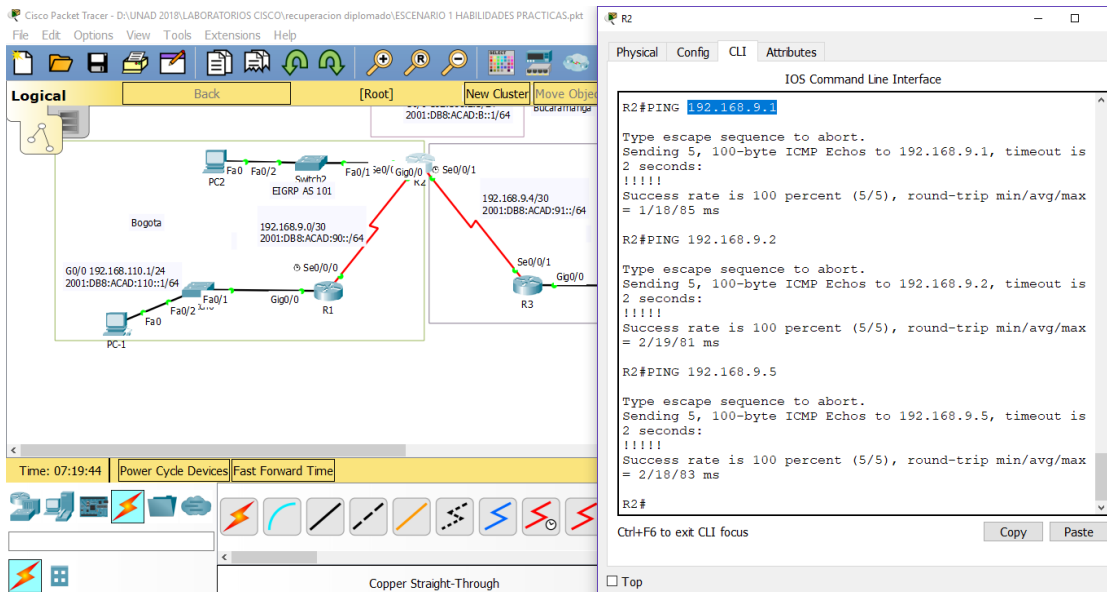 Cisco Packet Tracer - D:\UNAD 2018\LABORATORIOS CISCO\recuperacion diplomado\ESCENARIO 1 HABILIDADES PRACTICAS.pkt
File Edit Options View Tools Extensions Help
Logical
Back
[Root]
New Cluster
Move Objec
2001:DB8:ACAD:B::1/64
Bucaramanga
PC2
Fa0
Fa0/2
Switch2
Fa0/1
Gig0/0
R2
Se0/0/1
EIGRP AS 101
192.168.9.4/30
2001:DB8:ACAD:91::/64
Bogota
192.168.9.0/30
2001:DB8:ACAD:90::/64
G0/0 192.168.110.1/24
2001:DB8:ACAD:110::1/64
Se0/0/0
Se0/0/1
Gig0/0
Fa0/1
Gig0/0
R3
Fa0/2
R1
Fa0
PC-1
Time: 07:19:44
Power Cycle Devices
Fast Forward Time
Copper Straight-Through
R2
Physical Config CLI Attributes
IOS Command Line Interface
R2#PING 192.168.9.1
Type escape sequence to abort.
Sending 5, 100-byte ICMP Echos to 192.168.9.1, timeout is
2 seconds:
!!!!!
Success rate is 100 percent (5/5), round-trip min/avg/max
= 1/18/85 ms
R2#PING 192.168.9.2
Type escape sequence to abort.
Sending 5, 100-byte ICMP Echos to 192.168.9.2, timeout is
2 seconds:
!!!!!
Success rate is 100 percent (5/5), round-trip min/avg/max
= 2/19/81 ms
R2#PING 192.168.9.5
Type escape sequence to abort.
Sending 5, 100-byte ICMP Echos to 192.168.9.5, timeout is
2 seconds:
!!!!!
Success rate is 100 percent (5/5), round-trip min/avg/max
= 2/18/83 ms
R2#
Ctrl+F6 to exit CLI focus
Copy
Paste
Top